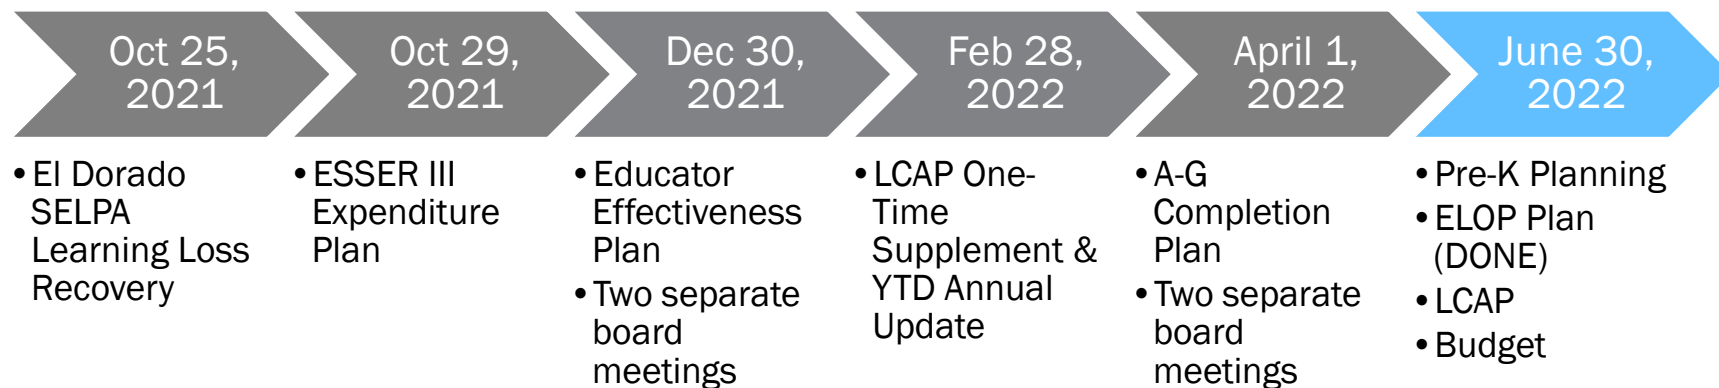 Oct 25,
2021
Oct 29,
2021
Dec 30,
2021
Feb 28,
2022
April 1,
2022
June 30,
2022
• El Dorado
SELPA
Learning Loss
Recovery
• ESSER III
Expenditure
Plan
• Educator
Effectiveness
Plan
• Two separate
board
meetings
• LCAP One-
Time
Supplement &
YTD Annual
Update
• A-G
Completion
Plan
• Two separate
board
meetings
• Pre-K Planning
• ELOP Plan
(DONE)
• LCAP
• Budget